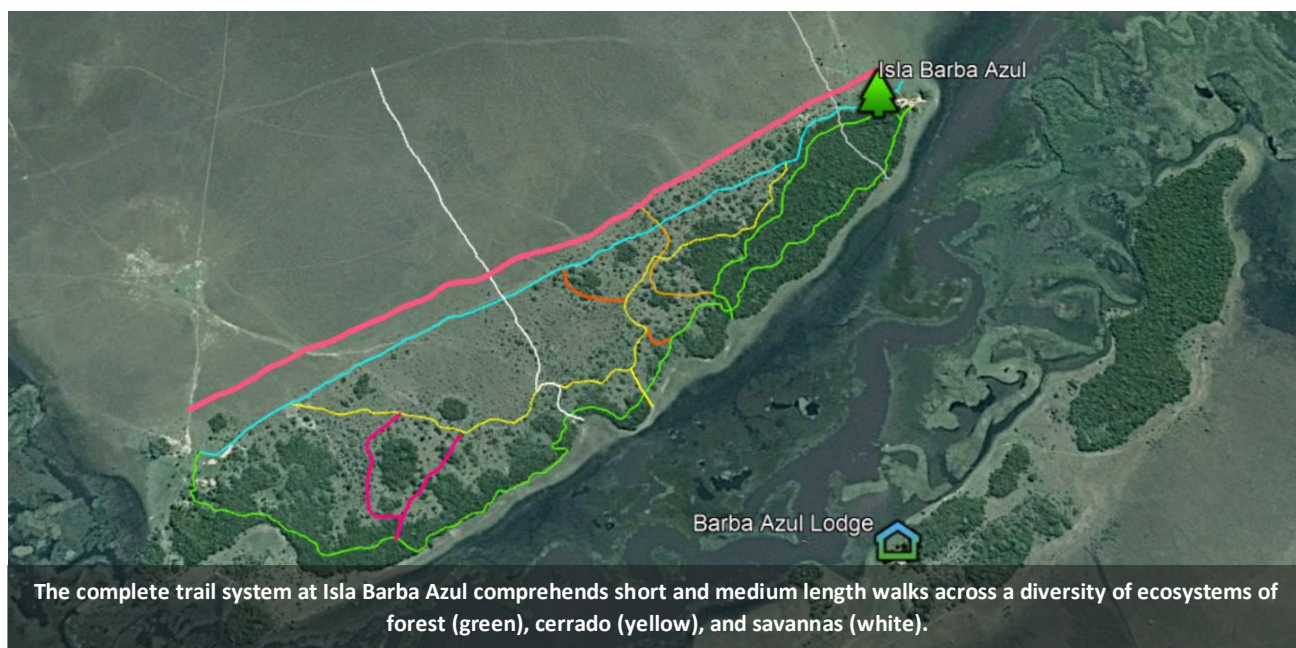 Isla Barba Azul
Barba Azul Lodge
The complete trail system at Isla Barba Azul comprehends short and medium length walks across a diversity of ecosystems of
forest (green), cerrado (yellow), and savannas (white).